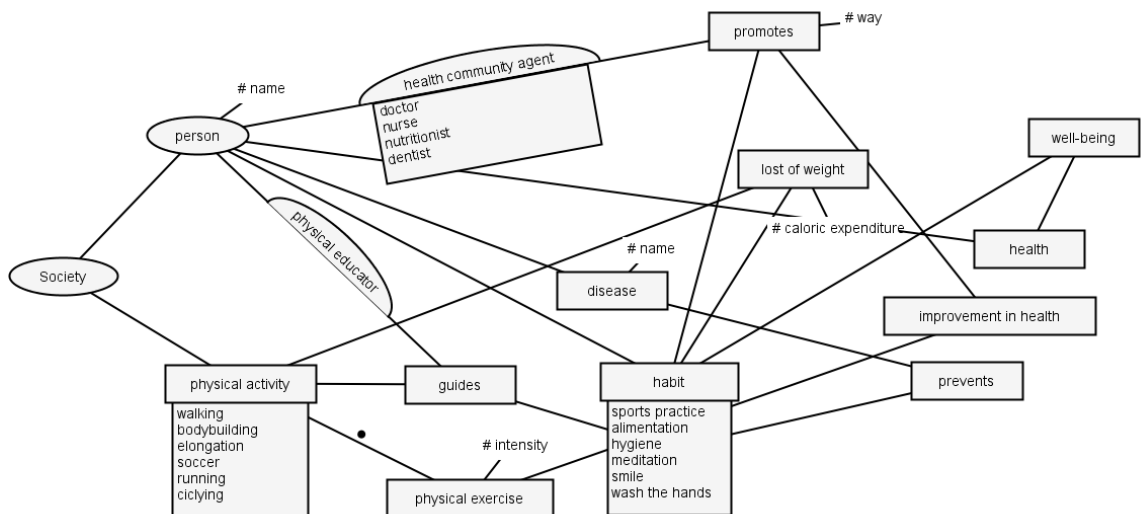 promotes
# way
health community agent
# name
doctor
nurse
nutritionist
dentist
person
well-being
lost of weight
physical educator
# caloric expenditure
# name
health
Society
disease
improvement in health
physical activity
guides
habit
prevents
walking
bodybuilding
elongation
soccer
running
ciclying
sports practice
alimentation
hygiene
meditation
smile
wash the hands
# intensity
physical exercise